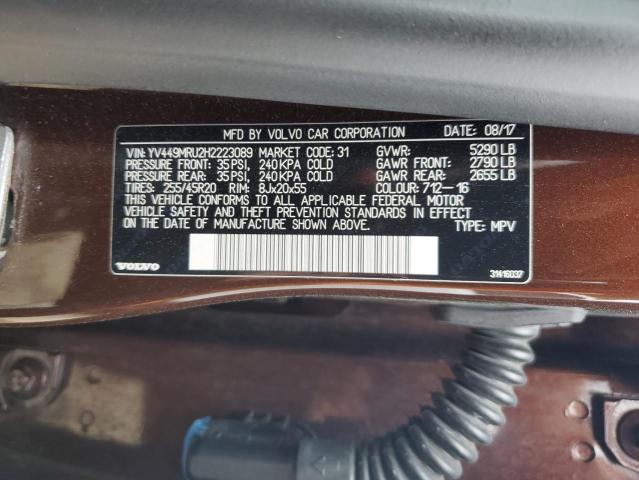 MFD BY VOLVO CAR CORPORATION DATE: 08/17
VIN: YV449MRU2H2223089 MARKET CODE: 31 GVWR: 5290 LB
PRESSURE FRONT: 35 PSI, 240 KPA COLD GAWR FRONT: 2790 LB
PRESSURE REAR: 35 PSI, 240 KPA COLD GAWR REAR: 2655 LB
TIRES: 255/45R20 RIM: 8Jx20x55 COLOUR: 712-16
THIS VEHICLE CONFORMS TO ALL APPLICABLE FEDERAL MOTOR
VEHICLE SAFETY AND THEFT PREVENTION STANDARDS IN EFFECT
ON THE DATE OF MANUFACTURE SHOWN ABOVE. TYPE: MPV
VOLVO 31416037